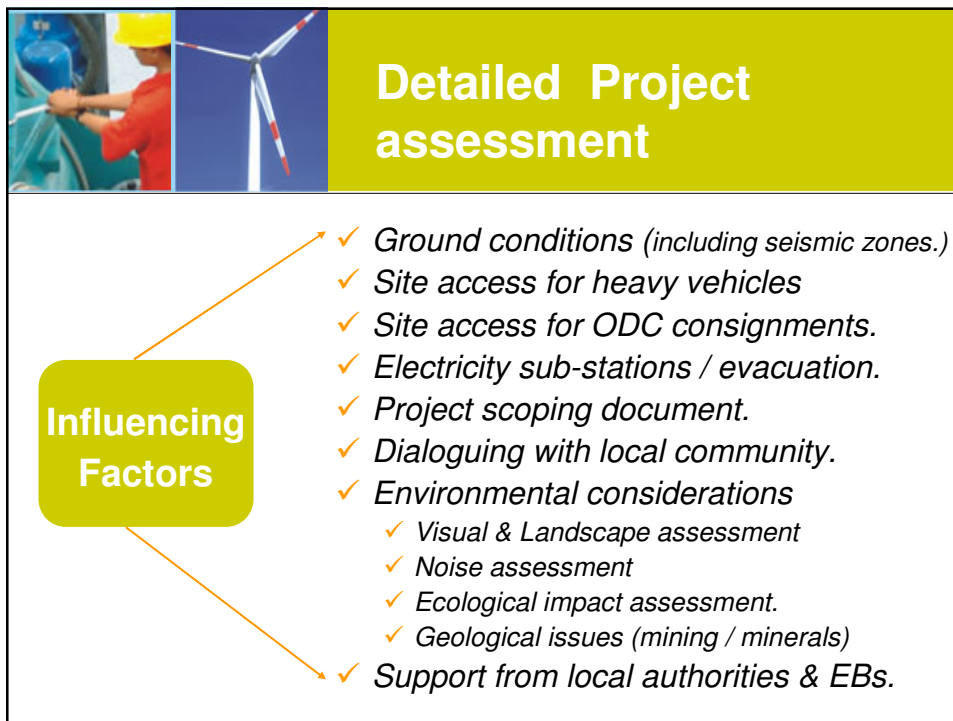 Detailed Project
assessment
Influencing
Factors
✓ Ground conditions (including seismic zones.)
✓ Site access for heavy vehicles
✓ Site access for ODC consignments.
✓ Electricity sub-stations / evacuation.
✓ Project scoping document.
✓ Dialoguing with local community.
✓ Environmental considerations
✓ Visual & Landscape assessment
✓ Noise assessment
✓ Ecological impact assessment.
✓ Geological issues (mining / minerals)
✓ Support from local authorities & EBs.